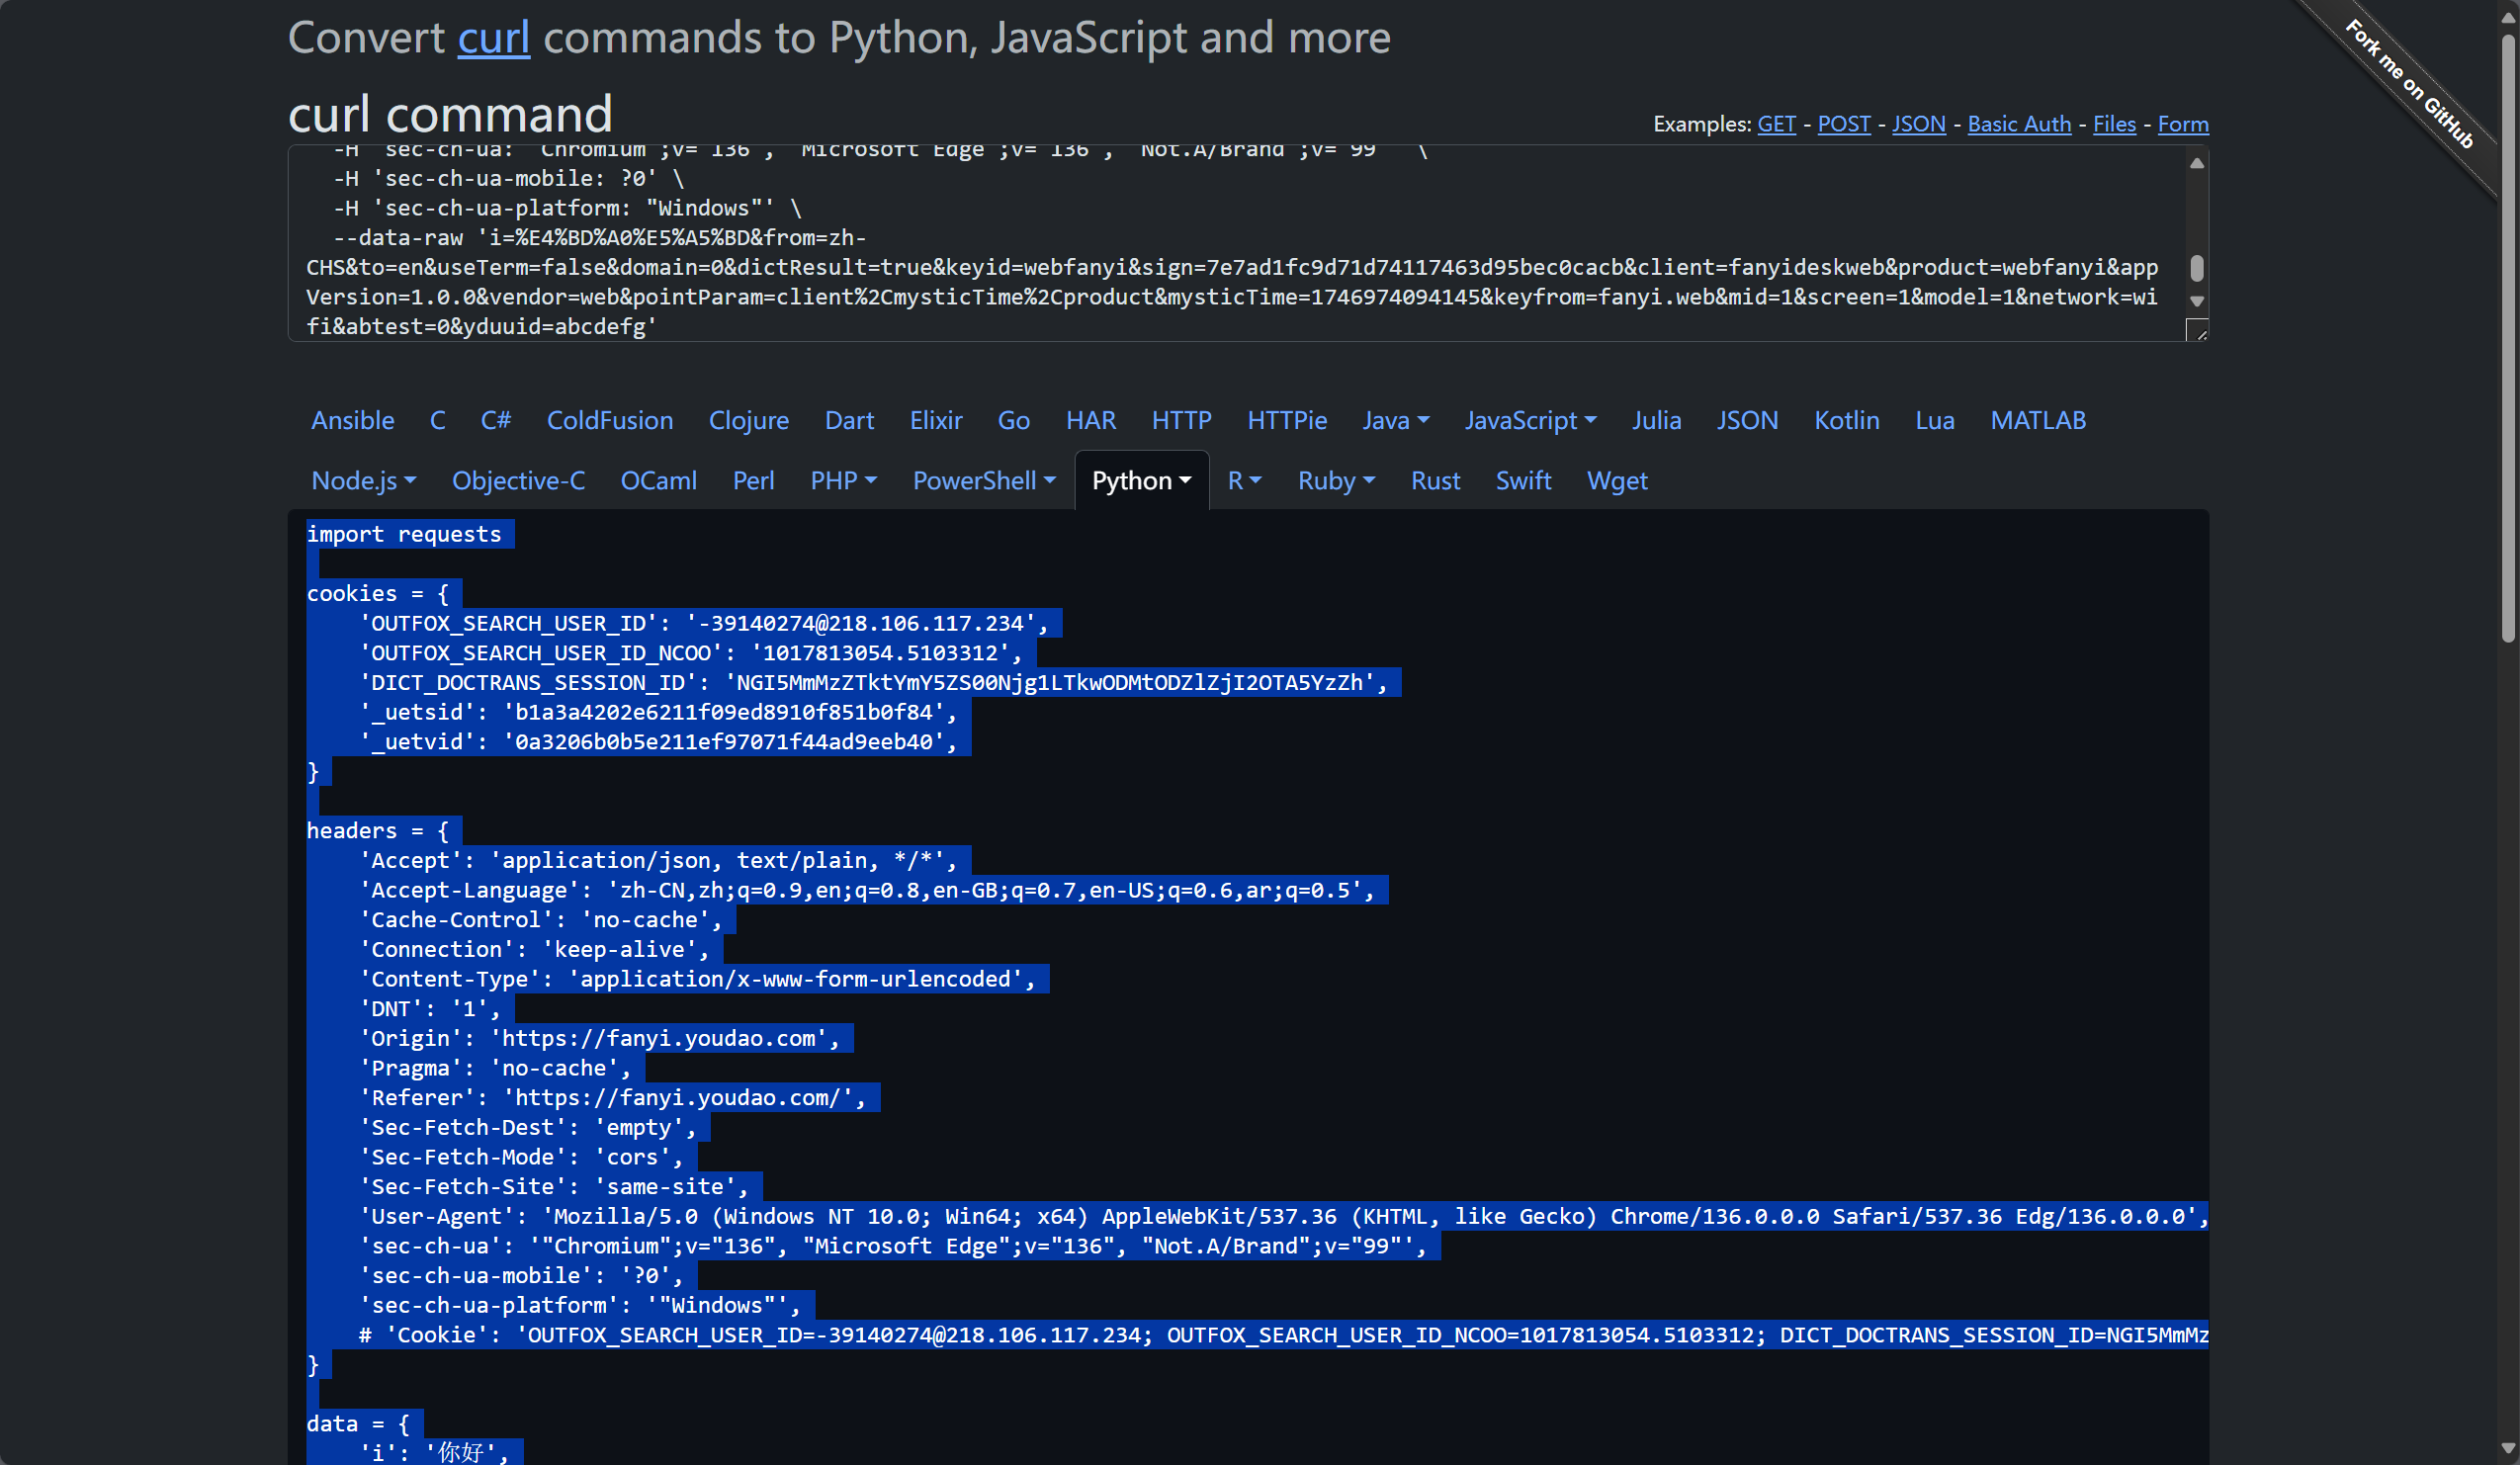 Convert curl commands to Python, JavaScript and more
Fork me on GitHub
curl command
Examples: GET - POST - JSON - Basic Auth - Files - Form
-H 'sec-ch-ua: "Chromium";v="136", "Microsoft Edge";v="136", "Not.A/Brand";v="99"' \
-H 'sec-ch-ua-mobile: ?0' \
-H 'sec-ch-ua-platform: "Windows"' \
--data-raw 'i=%E4%BD%A0%E5%A5%BD&from=zh-
CHS&to=en&useTerm=false&domain=0&dictResult=true&keyid=webfanyi&sign=7e7ad1fc9d71d74117463d95bec0cacb&client=fanyideskweb&product=webfanyi&app
Version=1.0.0&vendor=web&pointParam=client%2CmysticTime%2Cproduct&mysticTime=1746974094145&keyfrom=fanyi.web&mid=1&screen=1&model=1&network=wi
fi&abtest=0&yduuid=abcdefg'
Ansible C C# ColdFusion Clojure Dart Elixir Go HAR HTTP HTTPie Java JavaScript Julia JSON Kotlin Lua MATLAB
Node.js Objective-C OCaml Perl PHP PowerShell Python R Ruby Rust Swift Wget
import requests
cookies = {
'OUTFOX_SEARCH_USER_ID': '-39140274@218.106.117.234',
'OUTFOX_SEARCH_USER_ID_NCOO': '1017813054.5103312',
'DICT_DOCTRANS_SESSION_ID': 'NGI5MmMzZTktYmY5ZS00Njg1LTkwODMtODZlZjI2OTA5YzZh',
'_uetsid': 'b1a3a4202e6211f09ed8910f851b0f84',
'_uetvid': '0a3206b0b5e211ef97071f44ad9eeb40',
}
headers = {
'Accept': 'application/json, text/plain, */*',
'Accept-Language': 'zh-CN,zh;q=0.9,en;q=0.8,en-GB;q=0.7,en-US;q=0.6,ar;q=0.5',
'Cache-Control': 'no-cache',
'Connection': 'keep-alive',
'Content-Type': 'application/x-www-form-urlencoded',
'DNT': '1',
'Origin': 'https://fanyi.youdao.com',
'Pragma': 'no-cache',
'Referer': 'https://fanyi.youdao.com/',
'Sec-Fetch-Dest': 'empty',
'Sec-Fetch-Mode': 'cors',
'Sec-Fetch-Site': 'same-site',
'User-Agent': 'Mozilla/5.0 (Windows NT 10.0; Win64; x64) AppleWebKit/537.36 (KHTML, like Gecko) Chrome/136.0.0.0 Safari/537.36 Edg/136.0.0.0',
'sec-ch-ua': '"Chromium";v="136", "Microsoft Edge";v="136", "Not.A/Brand";v="99"',
'sec-ch-ua-mobile': '?0',
'sec-ch-ua-platform': '"Windows"',
# 'Cookie': 'OUTFOX_SEARCH_USER_ID=-39140274@218.106.117.234; OUTFOX_SEARCH_USER_ID_NCOO=1017813054.5103312; DICT_DOCTRANS_SESSION_ID=NGI5MmMz
}
data = {
'i': '你好',